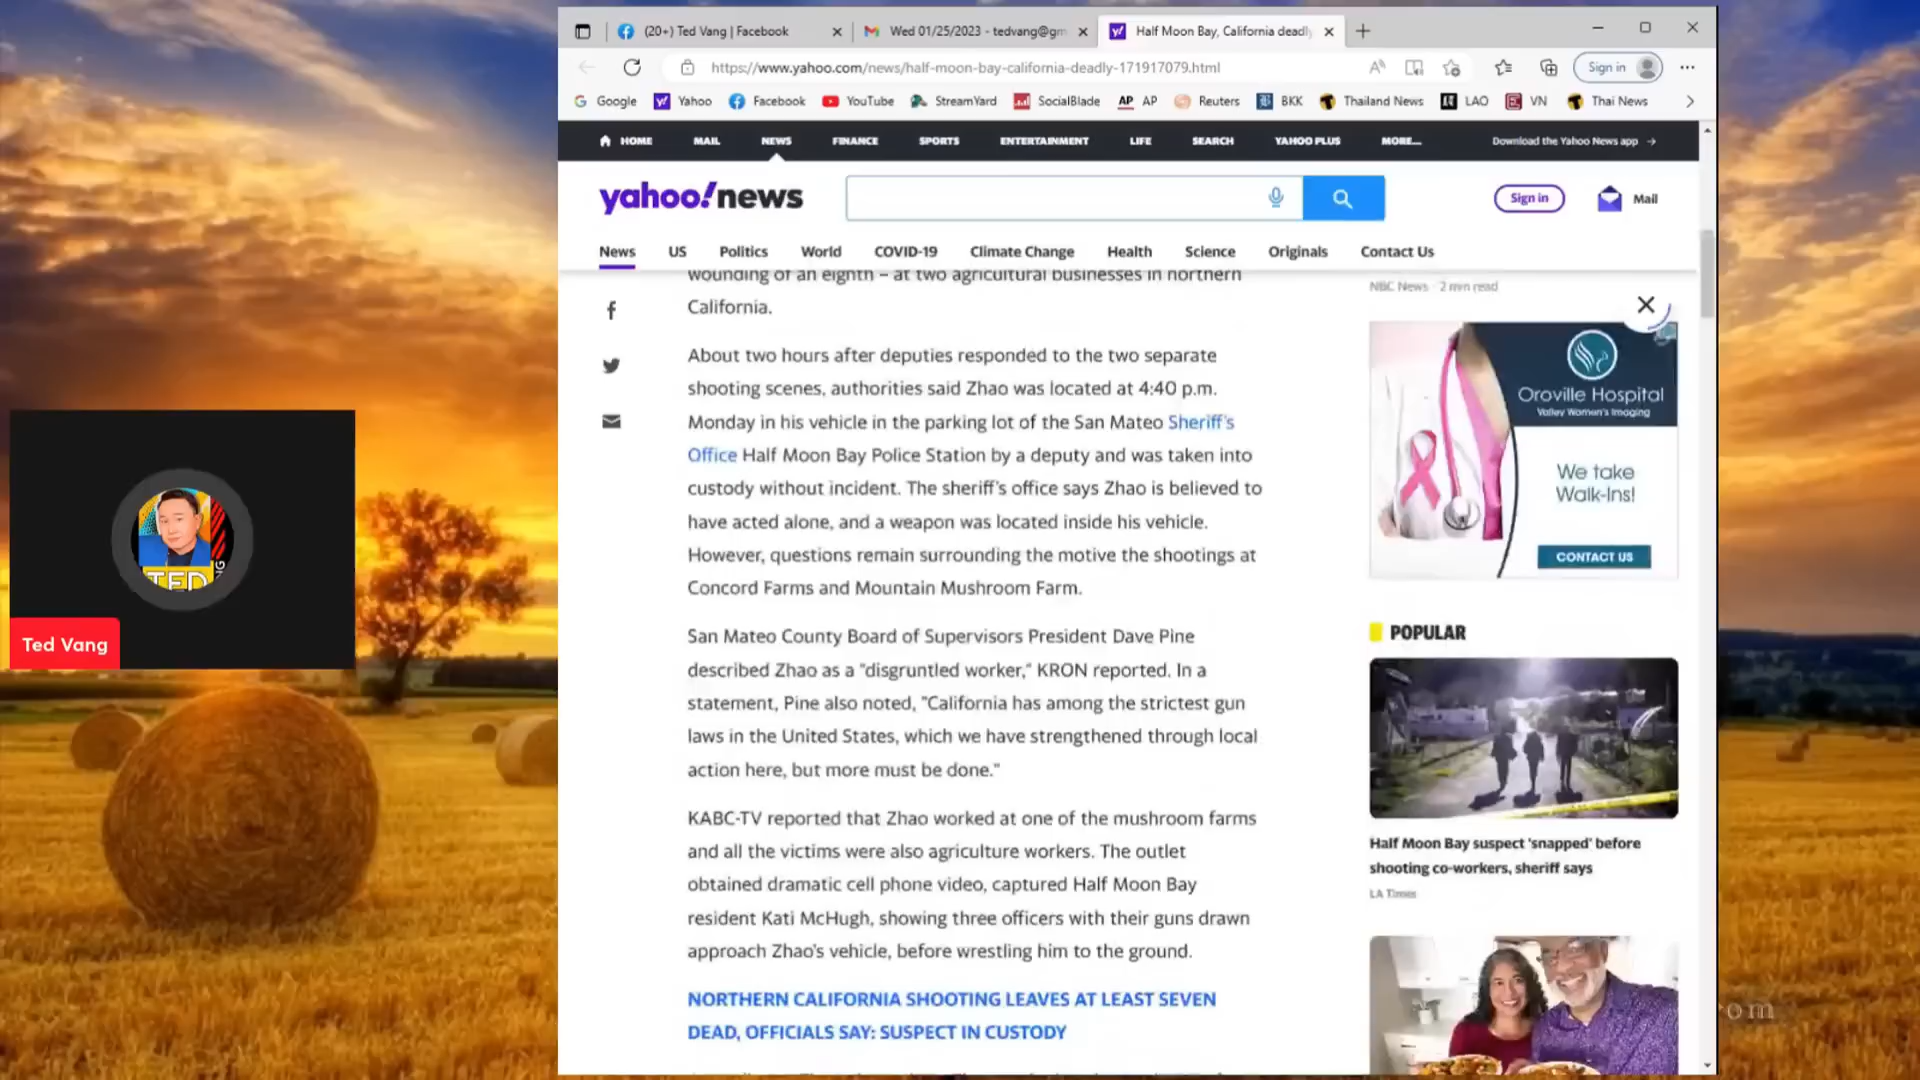 (20+) Ted Vang | Facebook
Wed 01/25/2023 - tedvang@gm
Half Moon Bay, California deadl
https://www.yahoo.com/news/half-moon-bay-california-deadly-171917079.html
Sign in
Google
Yahoo
Facebook
YouTube
StreamYard
SocialBlade
AP AP
Reuters
BKK
Thailand News
LAO
VN
Thai News
HOME
MAIL
NEWS
FINANCE
SPORTS
ENTERTAINMENT
LIFE
SEARCH
YAHOO PLUS
MORE...
Download the Yahoo News app →
yahoo!news
Sign in
Mail
News
US
Politics
World
COVID-19
Climate Change
Health
Science
Originals
Contact Us
wounding of an eighth – at two agricultural businesses in northern
California.
About two hours after deputies responded to the two separate
shooting scenes, authorities said Zhao was located at 4:40 p.m.
Monday in his vehicle in the parking lot of the San Mateo Sheriff's
Office Half Moon Bay Police Station by a deputy and was taken into
custody without incident. The sheriff's office says Zhao is believed to
have acted alone, and a weapon was located inside his vehicle.
However, questions remain surrounding the motive the shootings at
Concord Farms and Mountain Mushroom Farm.
San Mateo County Board of Supervisors President Dave Pine
described Zhao as a "disgruntled worker," KRON reported. In a
statement, Pine also noted, "California has among the strictest gun
laws in the United States, which we have strengthened through local
action here, but more must be done."
KABC-TV reported that Zhao worked at one of the mushroom farms
and all the victims were also agriculture workers. The outlet
obtained dramatic cell phone video, captured Half Moon Bay
resident Kati McHugh, showing three officers with their guns drawn
approach Zhao's vehicle, before wrestling him to the ground.
NORTHERN CALIFORNIA SHOOTING LEAVES AT LEAST SEVEN
DEAD, OFFICIALS SAY: SUSPECT IN CUSTODY
NBC News · 2 min read
Oroville Hospital
Valley Women's Imaging
We take
Walk-Ins!
CONTACT US
POPULAR
Half Moon Bay suspect 'snapped' before
shooting co-workers, sheriff says
LA Times
TED
NG
Ted Vang
om